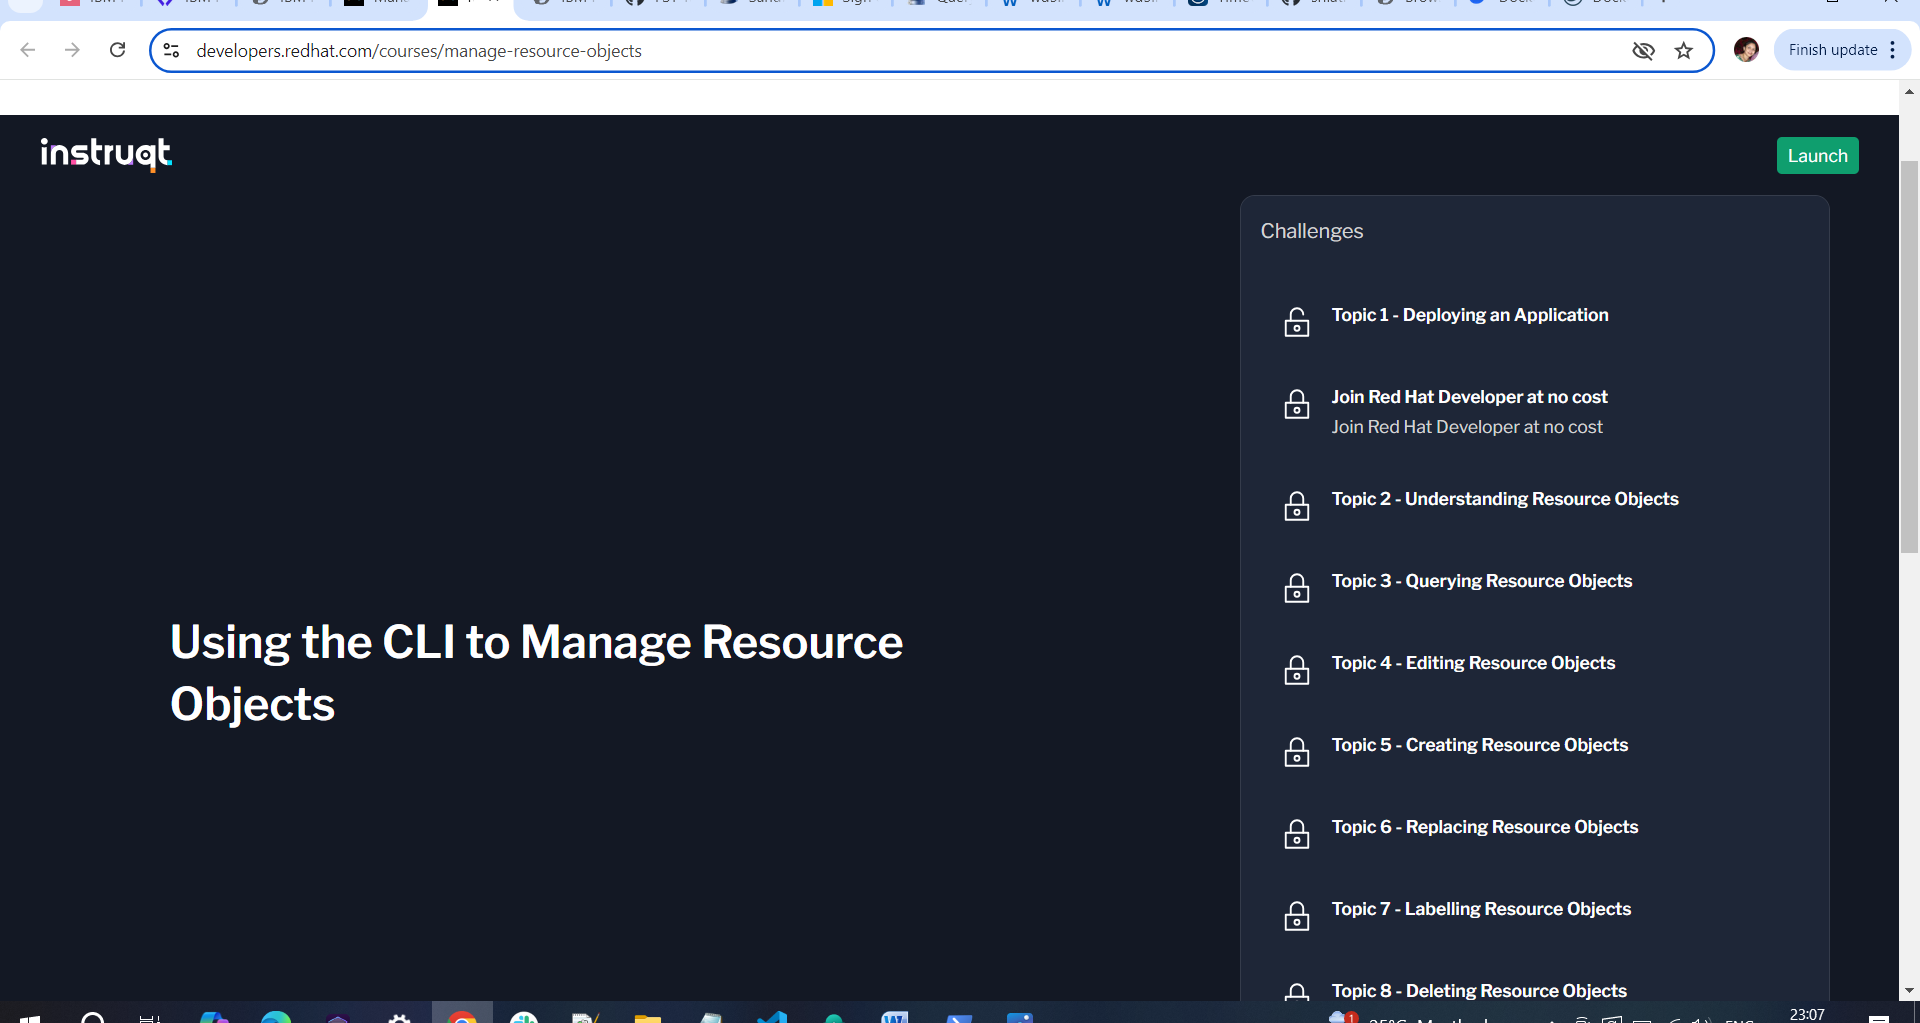 developers.redhat.com/courses/manage-resource-objects
Finish update
instruqt
Launch
Challenges
Topic 1 - Deploying an Application
Join Red Hat Developer at no cost
Join Red Hat Developer at no cost
Topic 2 - Understanding Resource Objects
Topic 3 - Querying Resource Objects
Using the CLI to Manage Resource
Objects
Topic 4 - Editing Resource Objects
Topic 5 - Creating Resource Objects
Topic 6 - Replacing Resource Objects
Topic 7 - Labelling Resource Objects
Topic 8 - Deleting Resource Objects
1
23:07